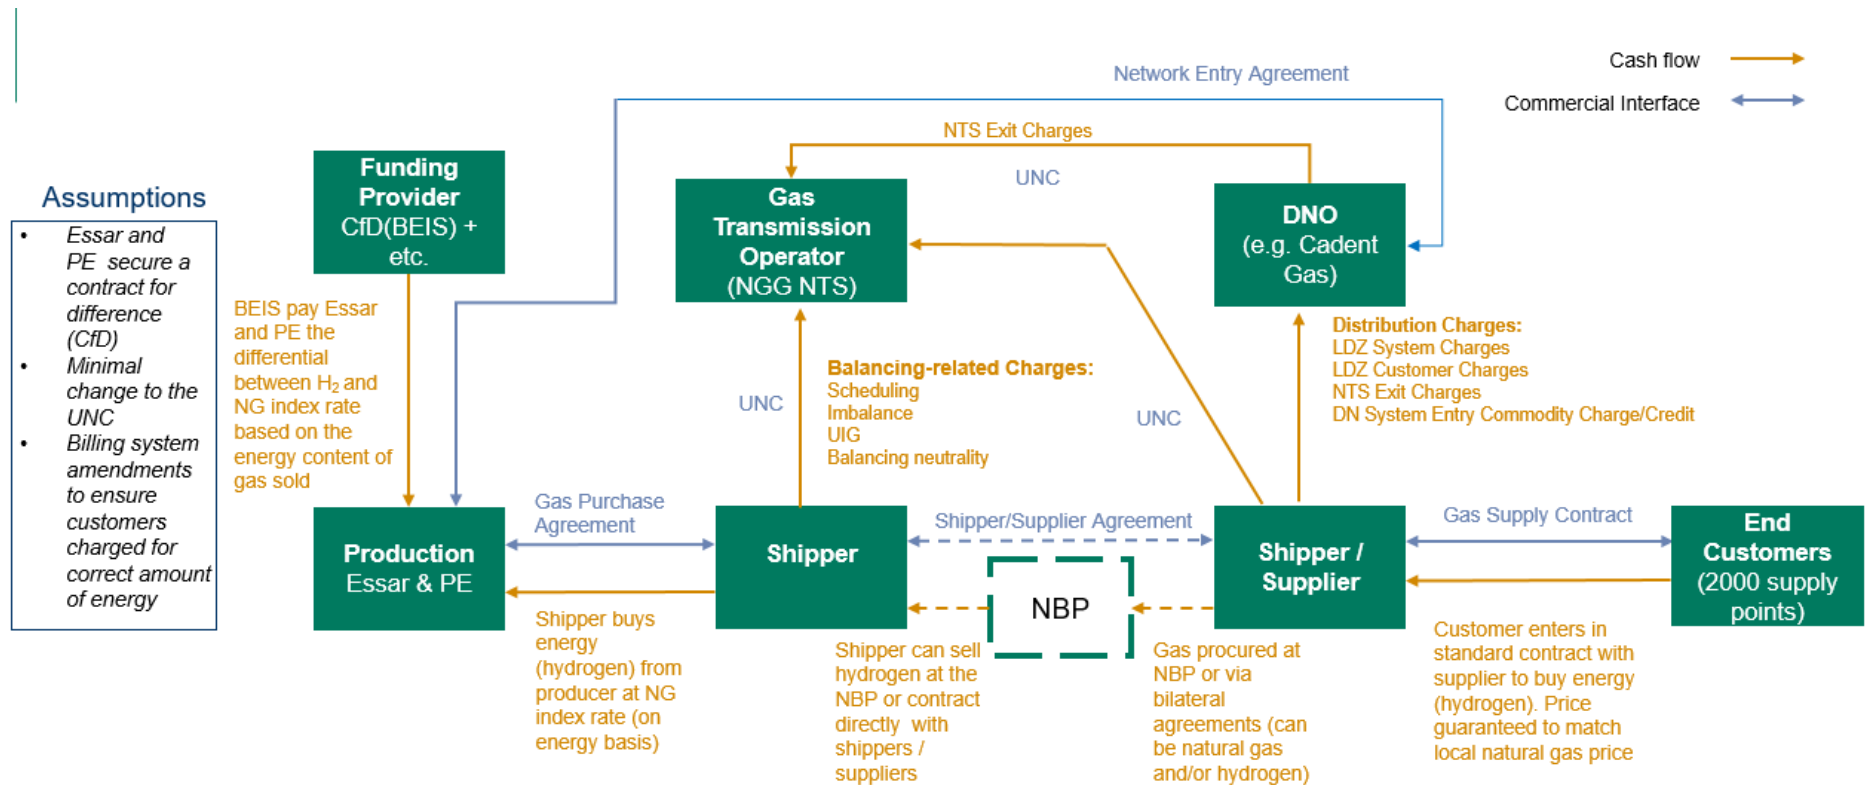 Cash flow
Commercial Interface
Network Entry Agreement
NTS Exit Charges
UNC
Assumptions
• Essar and
PE secure a
contract for
difference
(CfD)
• Minimal
change to the
UNC
• Billing system
amendments
to ensure
customers
charged for
correct amount
of energy
Funding
Provider
CfD(BEIS) +
etc.
BEIS pay Essar
and PE the
differential
between H₂ and
NG index rate
based on the
energy content of
gas sold
Gas
Transmission
Operator
(NGG NTS)
DNO
(e.g. Cadent
Gas)
UNC
Balancing-related Charges:
Scheduling
Imbalance
UIG
Balancing neutrality
UNC
Distribution Charges:
LDZ System Charges
LDZ Customer Charges
NTS Exit Charges
DN System Entry Commodity Charge/Credit
Production
Essar & PE
Gas Purchase
Agreement
Shipper buys
energy
(hydrogen) from
producer at NG
index rate (on
energy basis)
Shipper
Shipper/Supplier Agreement
NBP
Shipper can sell
hydrogen at the
NBP or contract
directly with
shippers /
suppliers
Gas procured at
NBP or via
bilateral
agreements (can
be natural gas
and/or hydrogen)
Shipper /
Supplier
Gas Supply Contract
Customer enters in
standard contract with
supplier to buy energy
(hydrogen). Price
guaranteed to match
local natural gas price
End
Customers
(2000 supply
points)